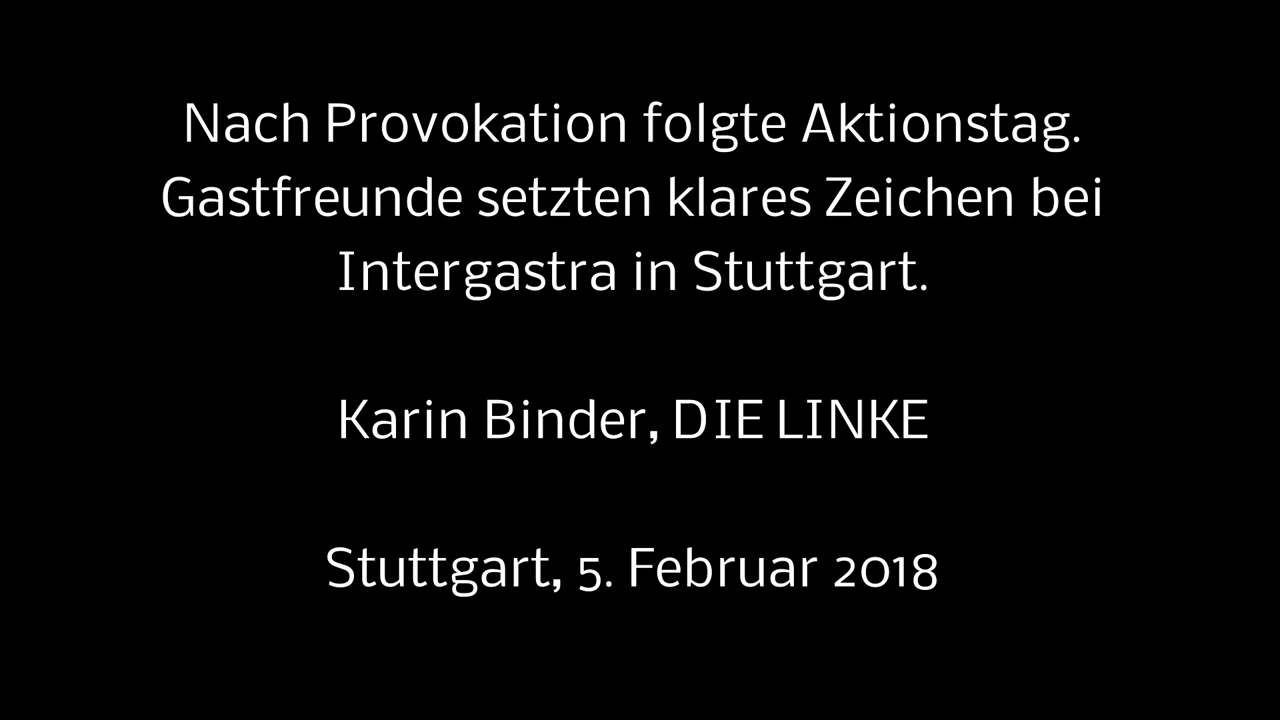 Nach Provokation folgte Aktionstag.
Gastfreunde setzten klares Zeichen bei
Intergastra in Stuttgart.
Karin Binder, DIE LINKE
Stuttgart, 5. Februar 2018